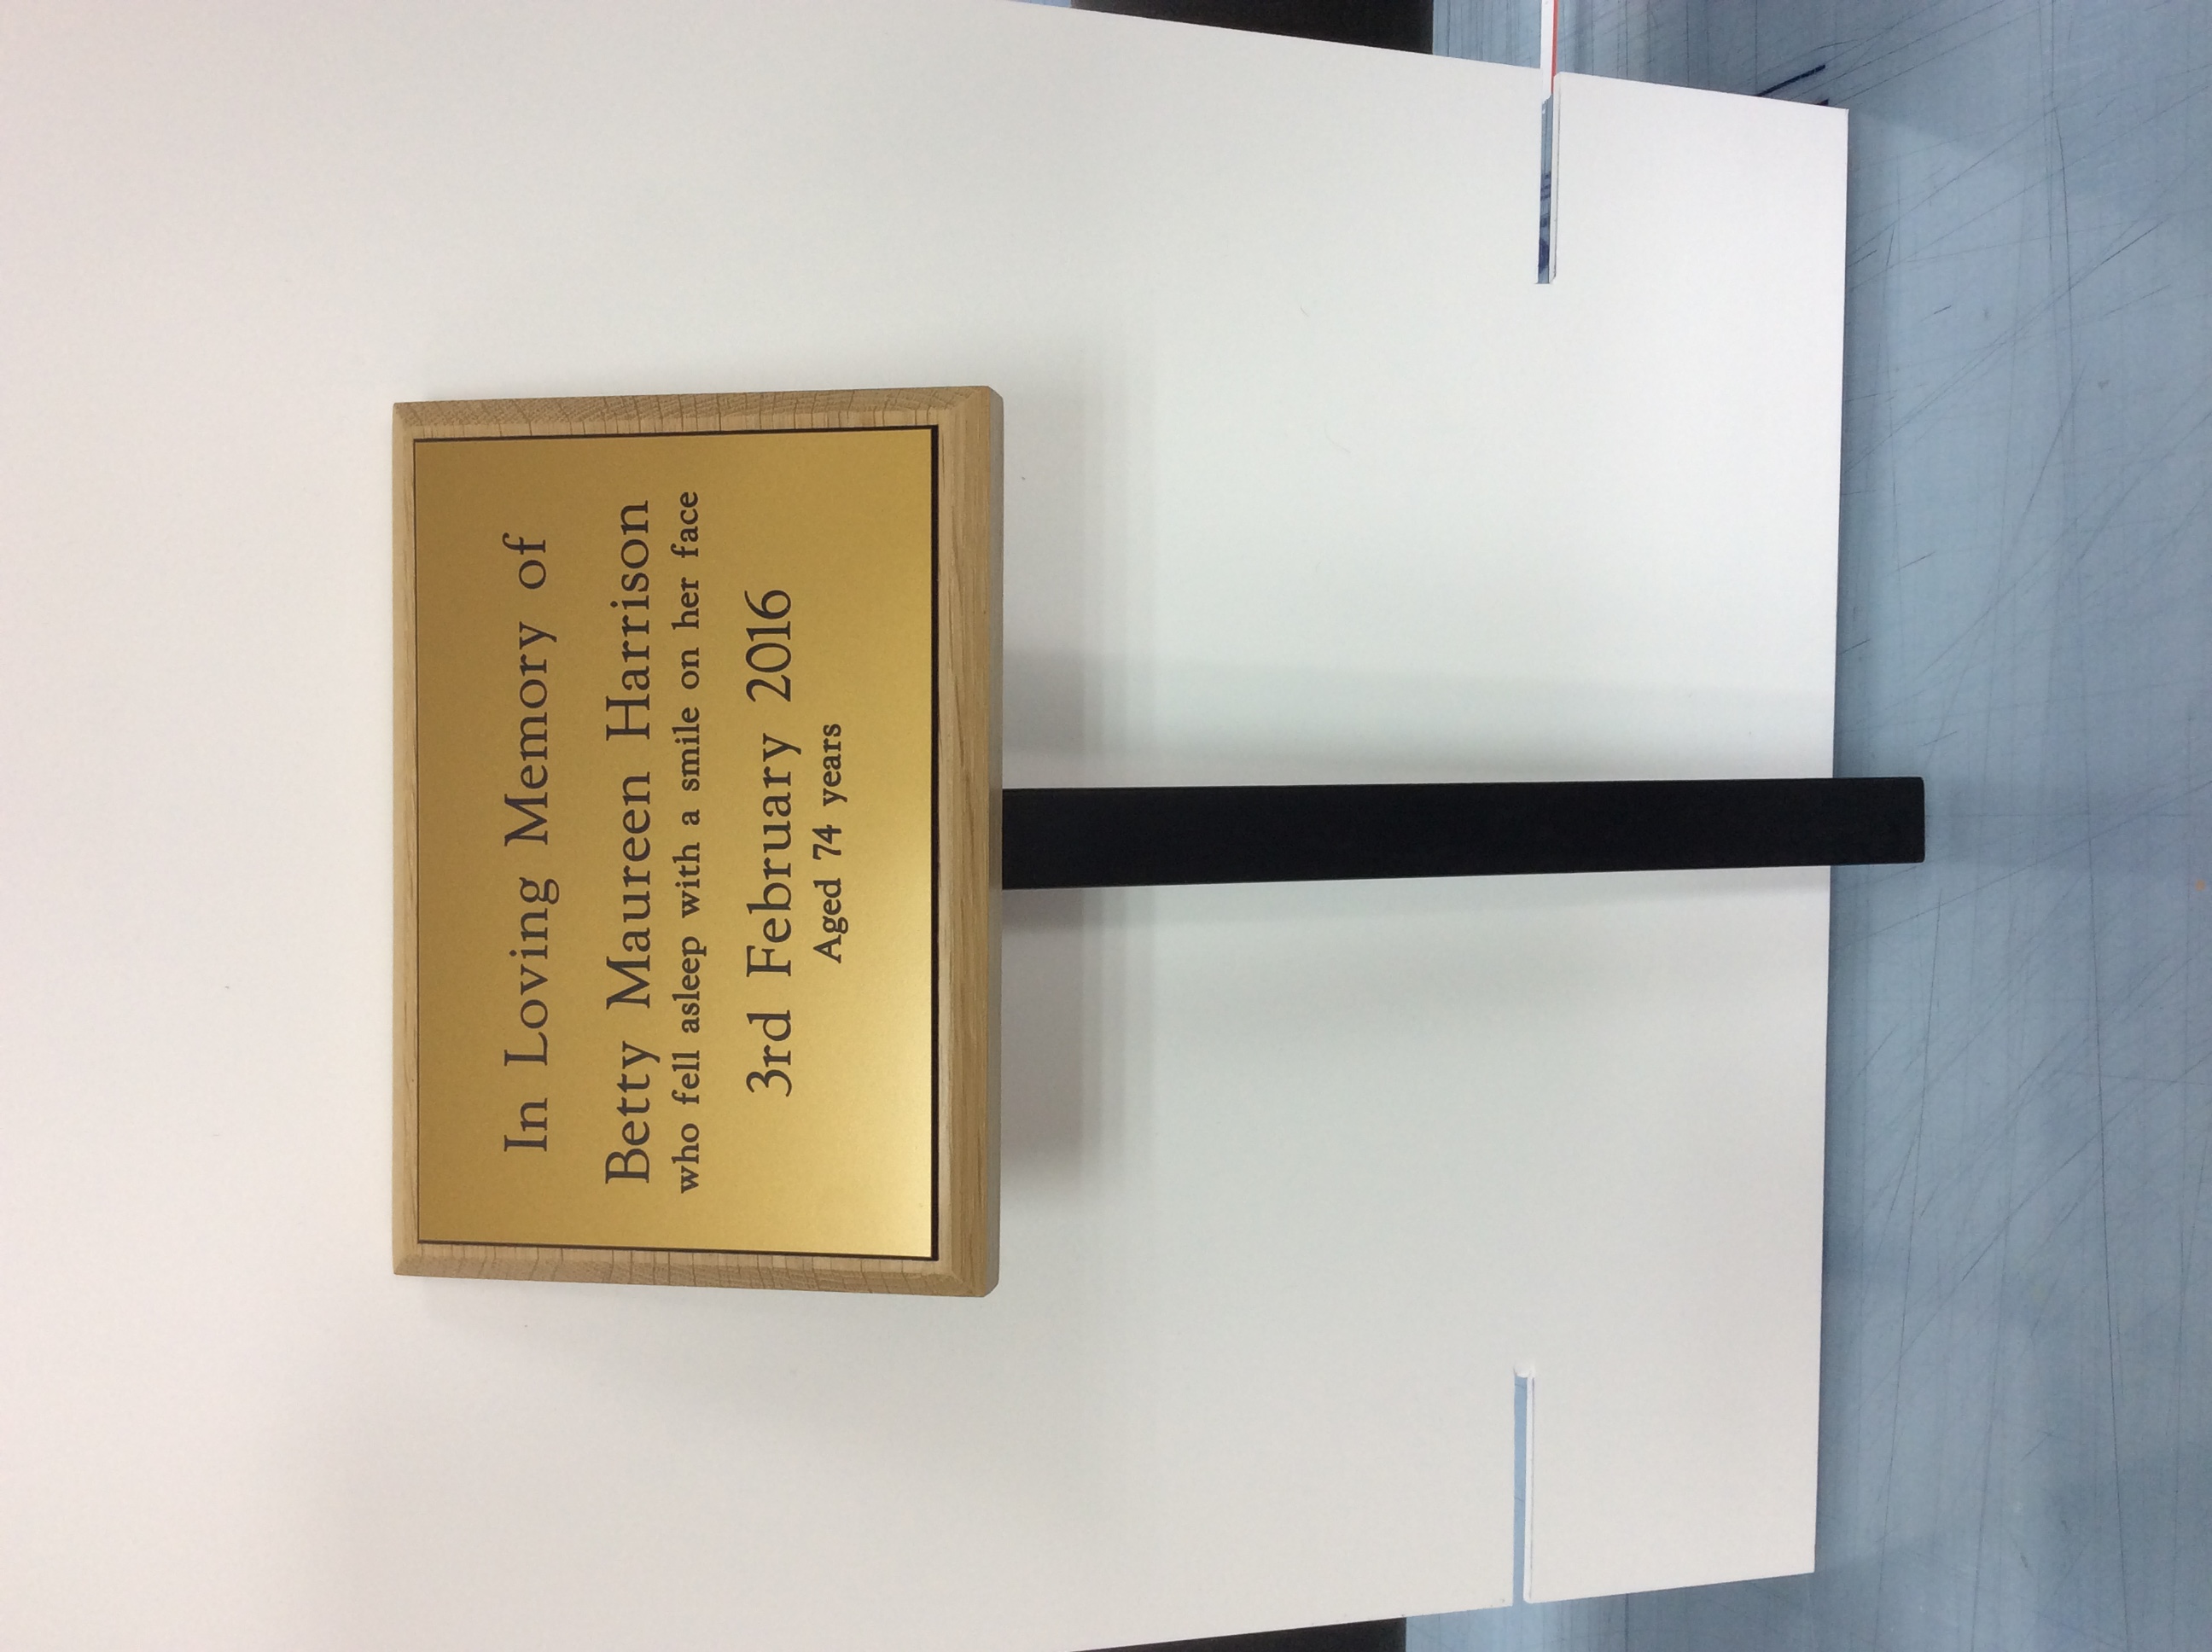 In Loving Memory of
Betty Maureen Harrison
who fell asleep with a smile on her face
3rd February 2016
Aged 74 years